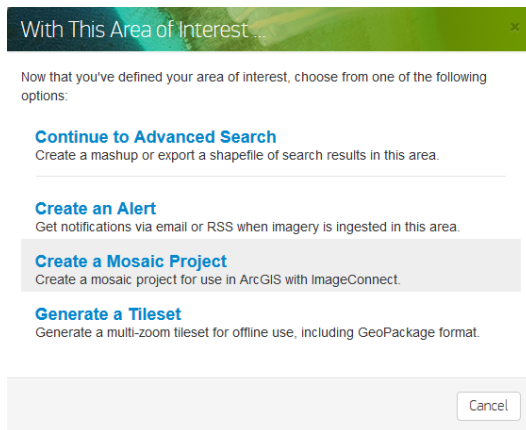 With This Area of Interest ...
×
Now that you've defined your area of interest, choose from one of the following
options:
Continue to Advanced Search
Create a mashup or export a shapefile of search results in this area.
Create an Alert
Get notifications via email or RSS when imagery is ingested in this area.
Create a Mosaic Project
Create a mosaic project for use in ArcGIS with ImageConnect.
Generate a Tileset
Generate a multi-zoom tileset for offline use, including GeoPackage format.
Cancel